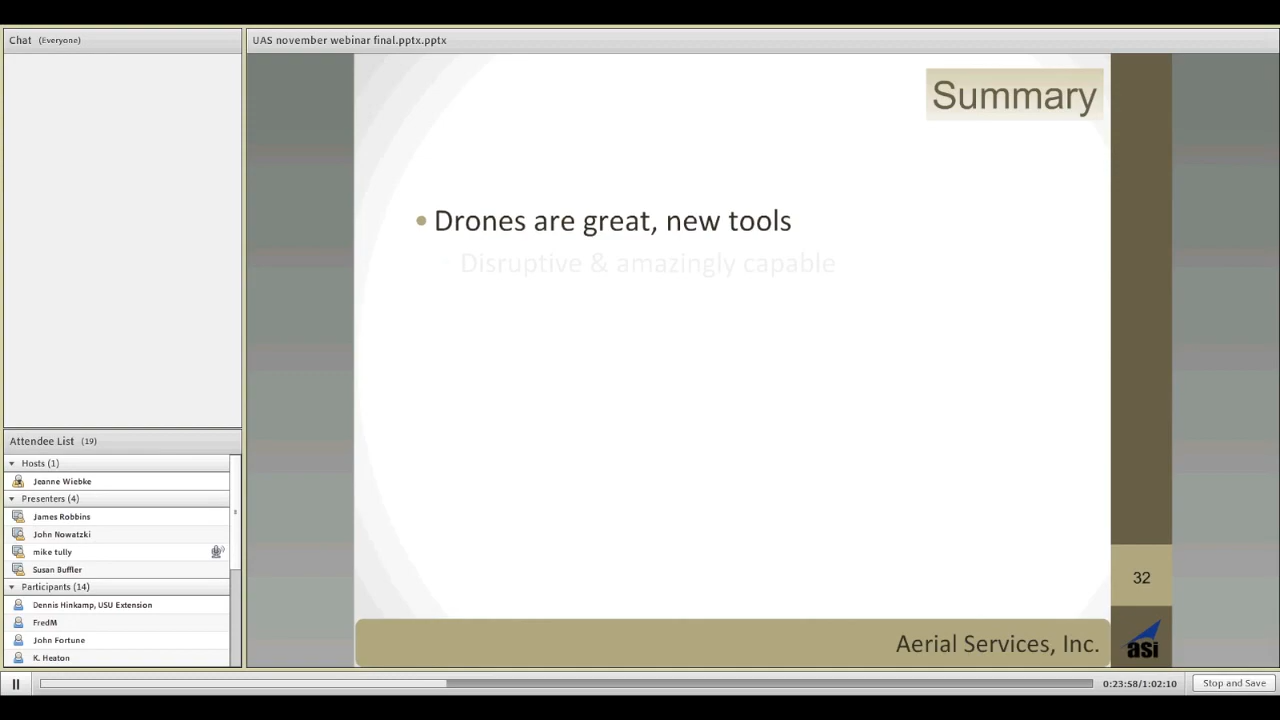 Chat (Everyone)
UAS november webinar final.pptx.pptx
Summary
Drones are great, new tools
Disruptive & amazingly capable
Attendee List (19)
Hosts (1)
Jeanne Wiebke
Presenters (4)
James Robbins
John Nowatzki
mike tully
Susan Buffler
Participants (14)
Dennis Hinkamp, USU Extension
FredM
John Fortune
K. Heaton
32
Aerial Services, Inc.
asi
0:23:58/1:02:10
Stop and Save